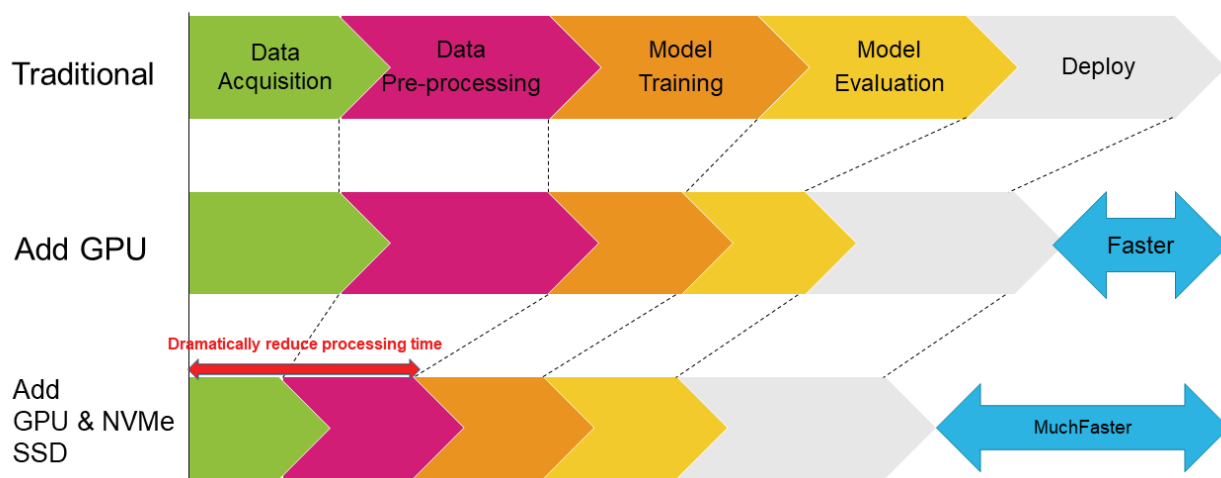 Traditional
Data
Acquisition
Data
Pre-processing
Model
Training
Model
Evaluation
Deploy
Add GPU
Faster
Dramatically reduce processing time
Add
GPU & NVMe
SSD
MuchFaster